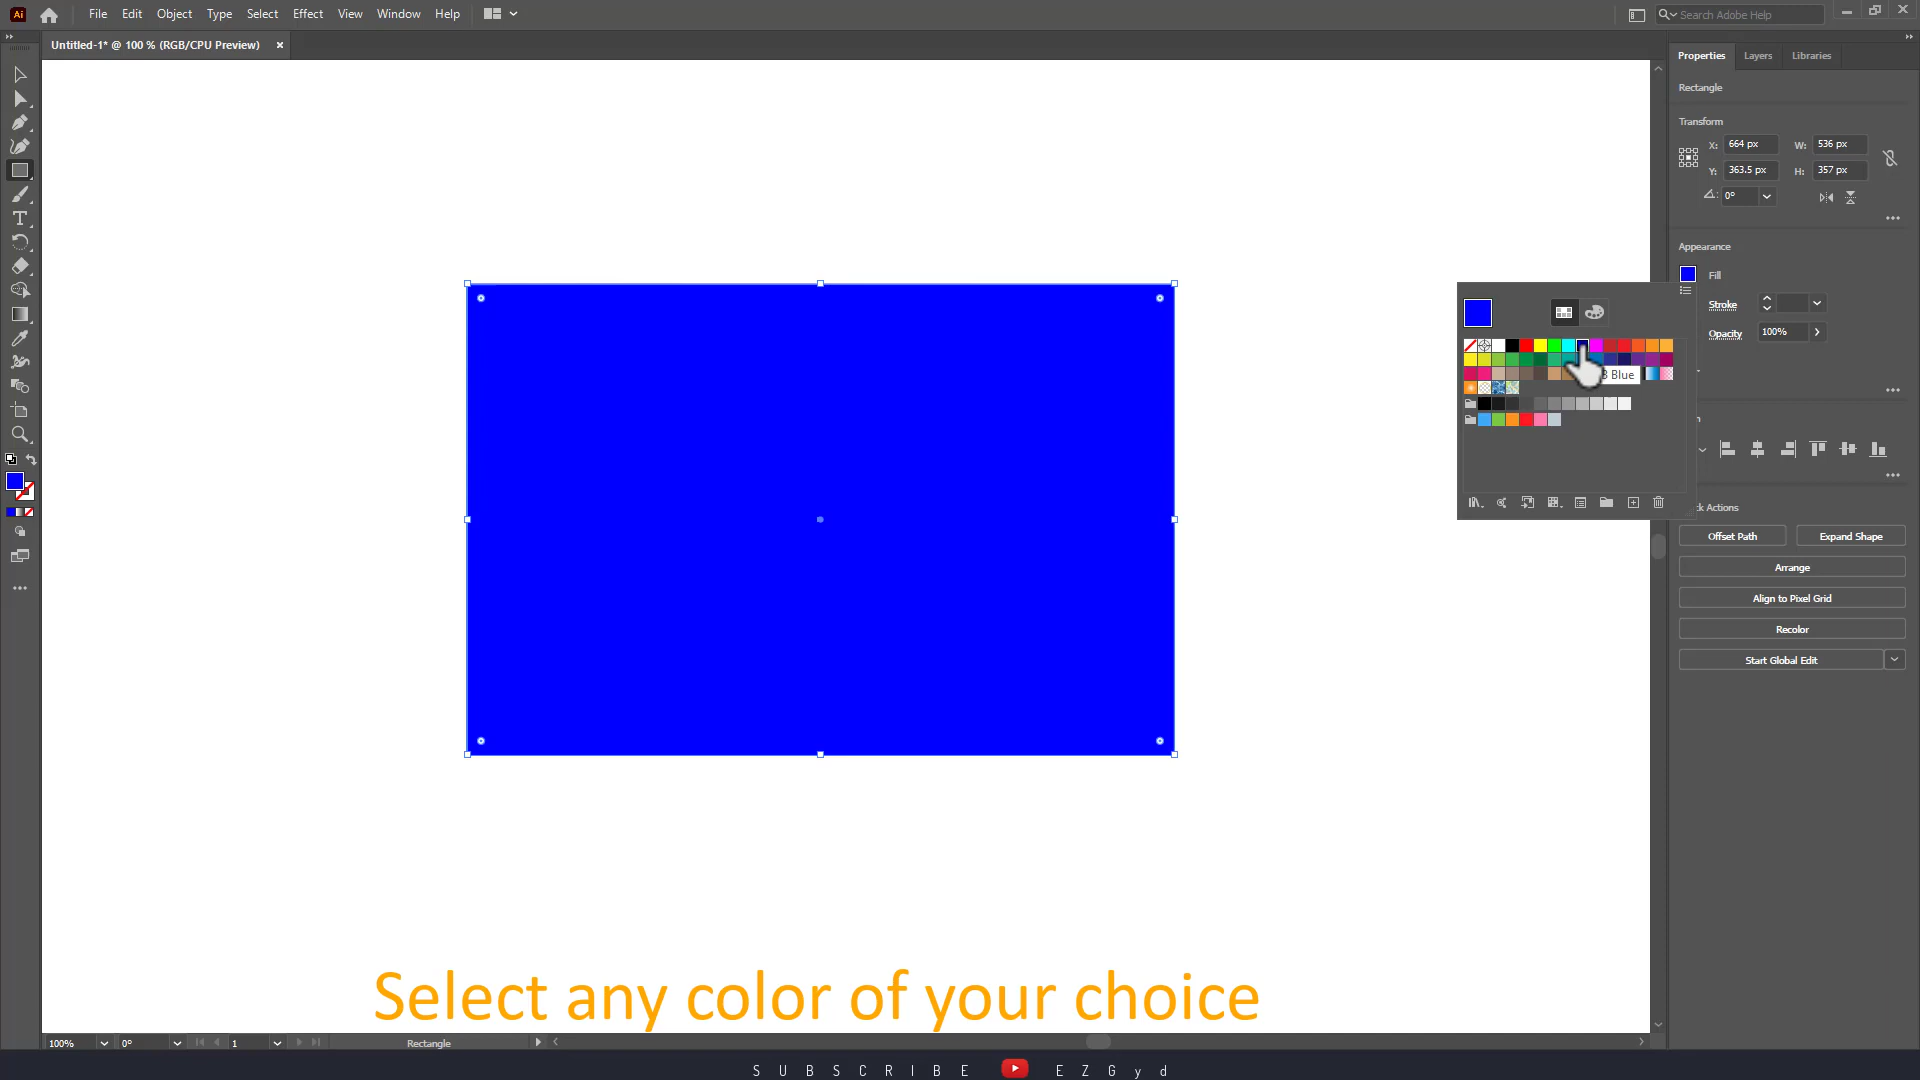 Ai
File Edit Object Type Select Effect View Window Help
Search Adobe Help
Untitled-1* @ 100 % (RGB/CPU Preview) ×
Properties Layers Libraries
Rectangle
Transform
X: 664 px W: 536 px
Y: 363.5 px H: 357 px
0°
Appearance
Fill
Stroke
Opacity 100%
Blue
Offset Path Expand Shape
Arrange
Align to Pixel Grid
Recolor
Start Global Edit
Select any color of your choice
100% 0° 1 Rectangle
SUBSCRIBE EZGyd